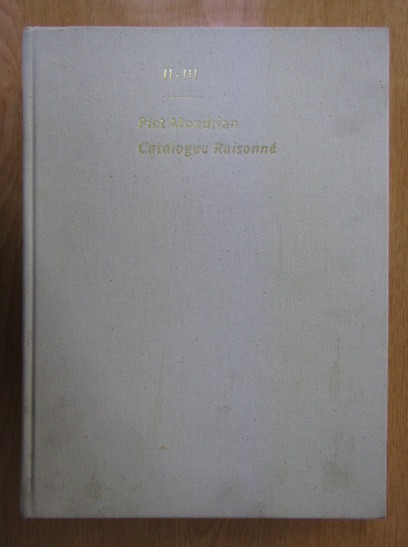 II-III
Piet Mondrian
Catalogue Raisonné